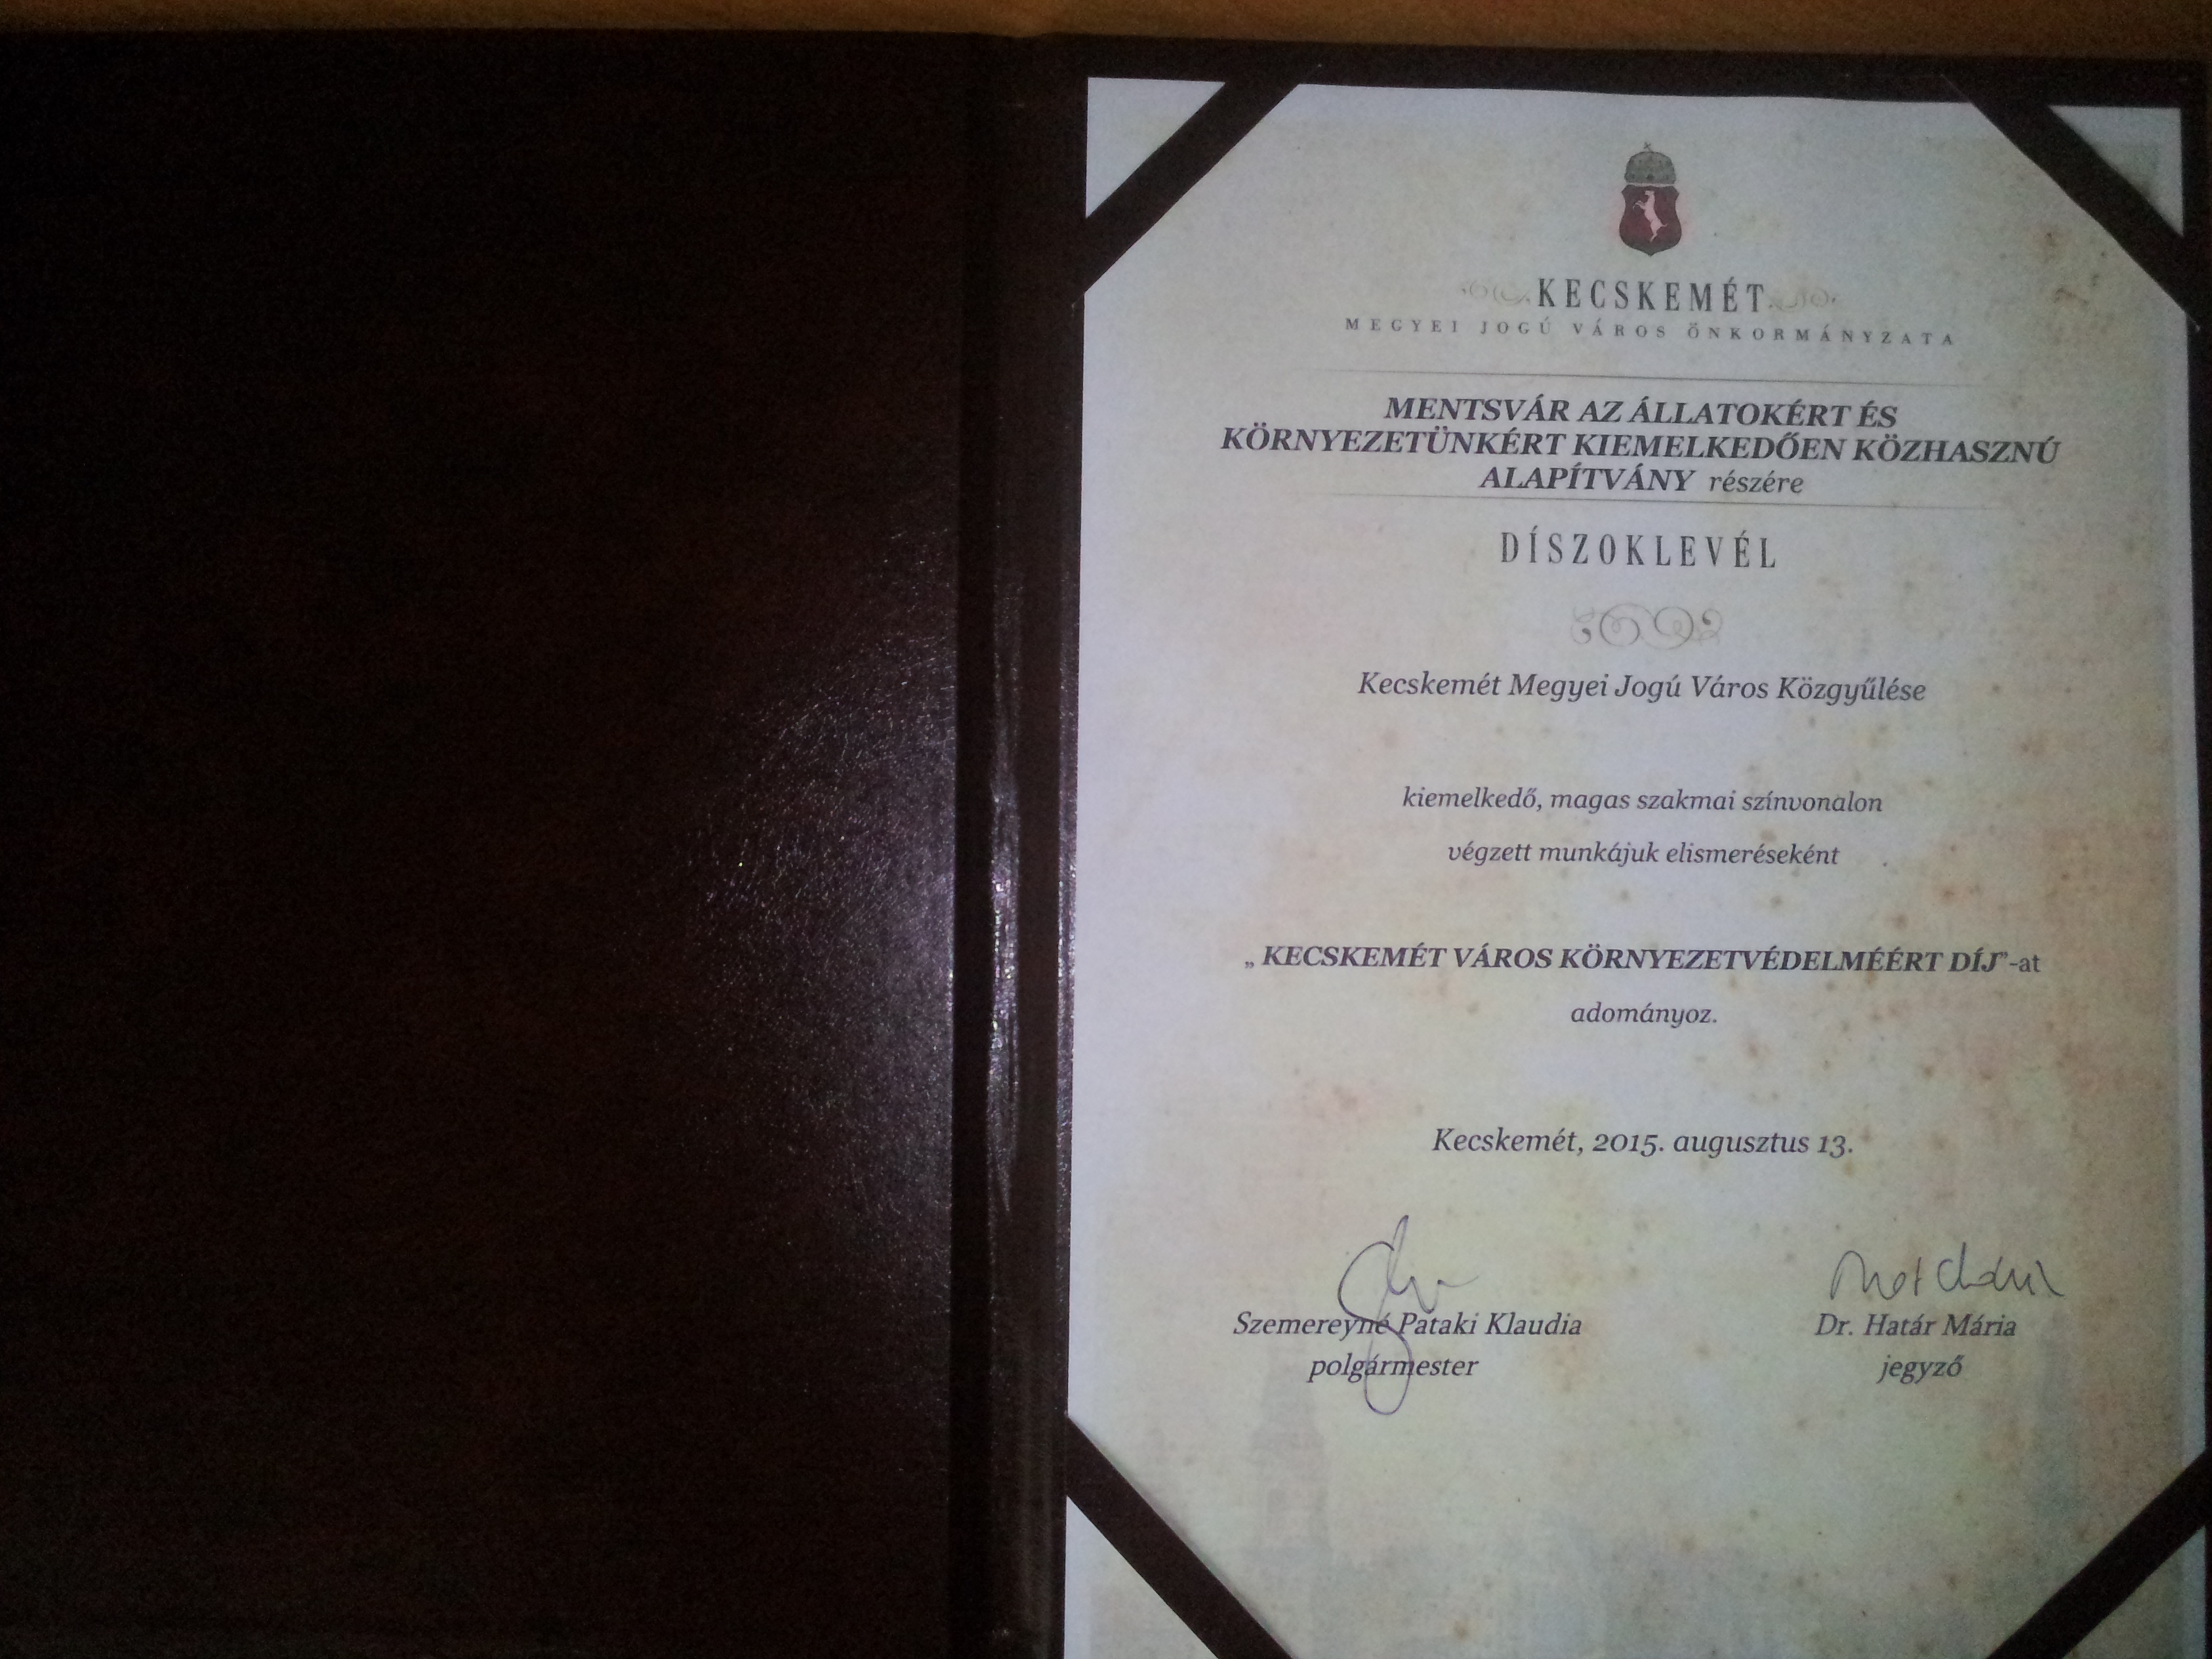 KECSKEMÉT
MEGYEI JOGÚ VÁROS ÖNKORMÁNYZATA
MENTSVÁR AZ ÁLLATOKÉRT ÉS
KÖRNYEZETÜNKÉRT KIEMELKEDŐEN KÖZHASZNÚ
ALAPÍTVÁNY részére
DÍSZOKLEVÉL
Kecskemét Megyei Jogú Város Közgyűlése
kiemelkedő, magas szakmai színvonalon
végzett munkájuk elismeréseként
„KECSKEMÉT VÁROS KÖRNYEZETVÉDELMÉÉRT DÍJ”-at
adományoz.
Kecskemét, 2015. augusztus 13.
Szemereyné Pataki Klaudia
polgármester
Dr. Határ Mária
jegyző